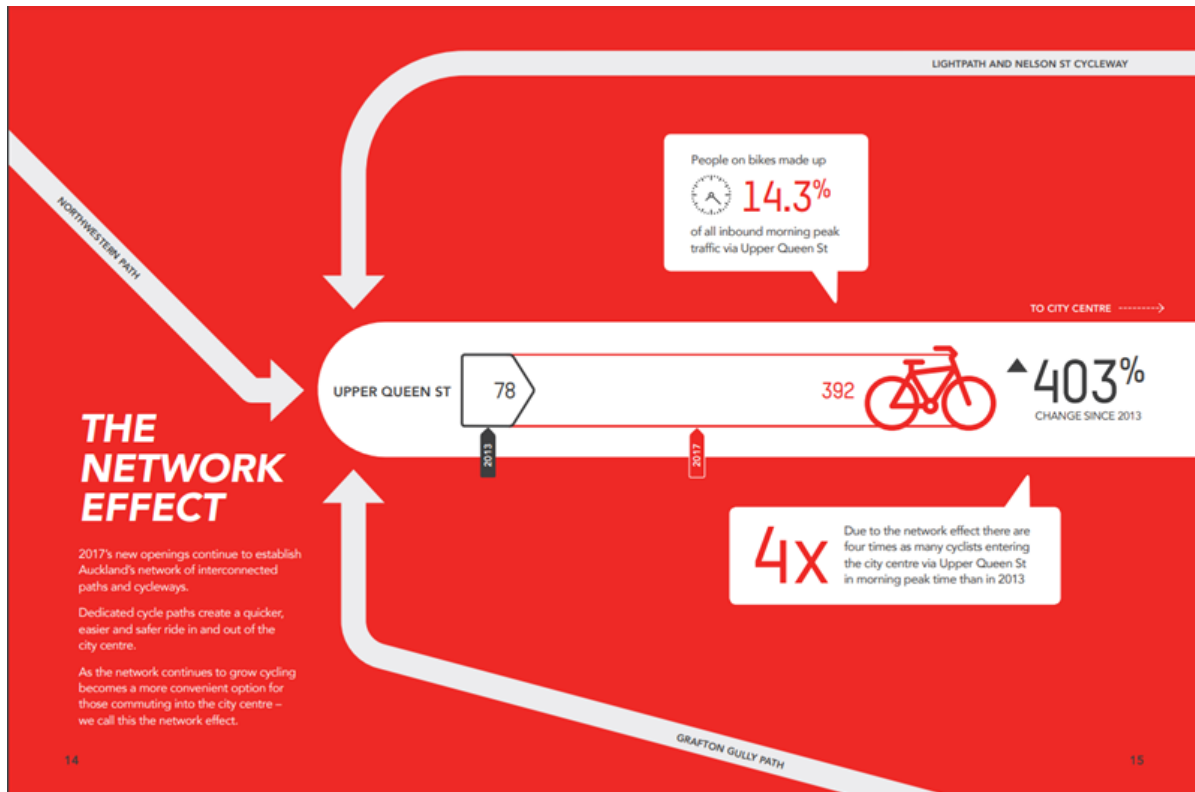 LIGHTPATH AND NELSON ST CYCLEWAY
NORTHWESTERN PATH
People on bikes made up
14.3%
of all inbound morning peak
traffic via Upper Queen St
TO CITY CENTRE
UPPER QUEEN ST
78
392
403%
CHANGE SINCE 2013
2013
2017
THE
NETWORK
EFFECT
2017's new openings continue to establish
Auckland's network of interconnected
paths and cycleways.
Dedicated cycle paths create a quicker,
easier and safer ride in and out of the
city centre.
As the network continues to grow cycling
becomes a more convenient option for
those commuting into the city centre –
we call this the network effect.
4x
Due to the network effect there are
four times as many cyclists entering
the city centre via Upper Queen St
in morning peak time than in 2013
GRAFTON GULLY PATH
14
15